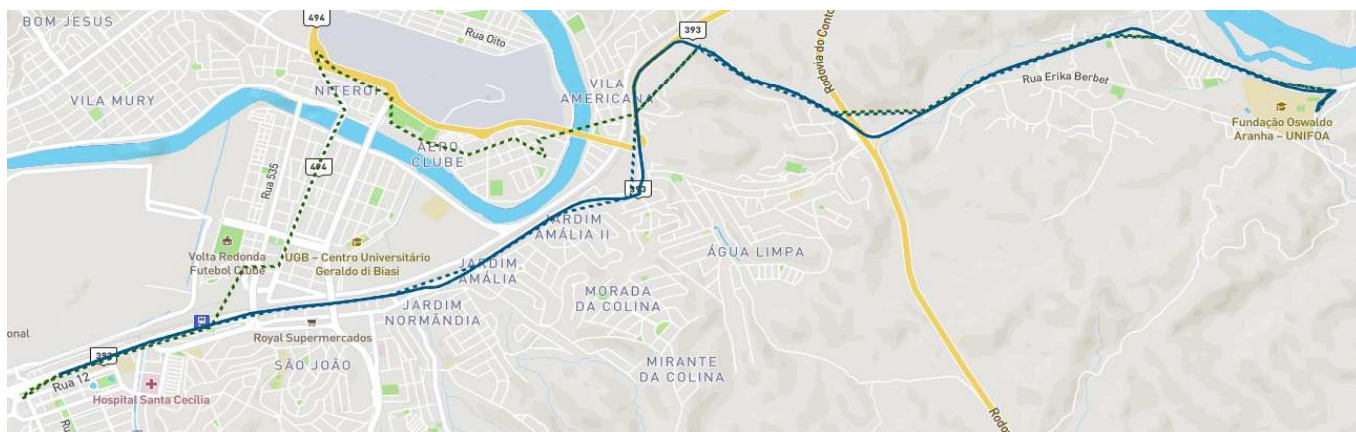 BOM JESUS
494
Rua Oito
393
Rodovia do Conto
VILA MURY
NITERÓI
VILA
AMERICANA
Rua Erika Berbet
Fundação Oswaldo
Aranha – UNIFOA
AERO
CLUBE
494
Rua 535
393
JARDIM
AMÁLIA II
Volta Redonda
Futebol Clube
UGB – Centro Universitário
Geraldo di Biasi
ÁGUA LIMPA
JARDIM
AMÁLIA
MORADA
DA COLINA
JARDIM
NORMÂNDIA
onal
Royal Supermercados
393
Rua 12
SÃO JOÃO
MIRANTE
DA COLINA
Hospital Santa Cecília